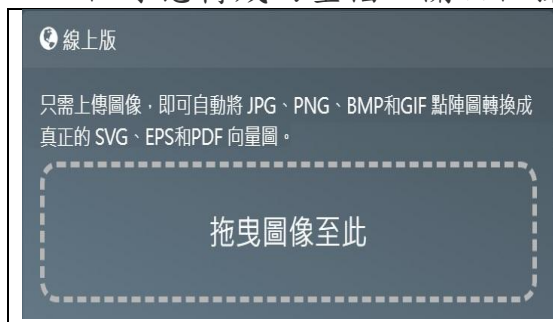 線上版
只需上傳圖像，即可自動將 JPG、PNG、BMP和GIF 點陣圖轉換成
真正的 SVG、EPS和PDF 向量圖。
拖曳圖像至此